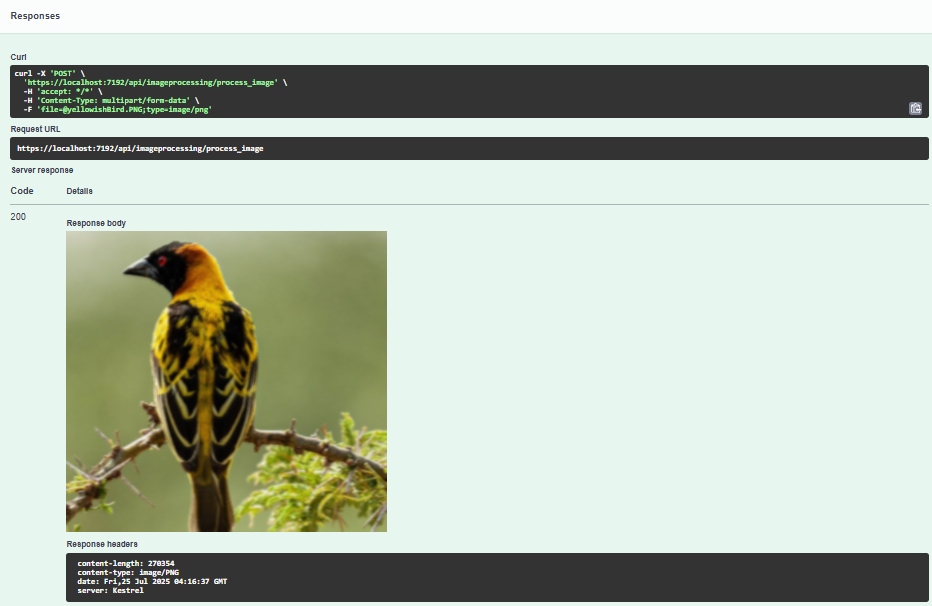 Responses
Curl
curl -X 'POST' \
'https://localhost:7192/api/imageprocessing/process_image' \
-H 'accept: */*' \
-H 'Content-Type: multipart/form-data' \
-F 'file=@yellowishBird.PNG;type=image/png'
Request URL
https://localhost:7192/api/imageprocessing/process_image
Server response
Code Details
200
Response body
Response headers
content-length: 270354
content-type: image/PNG
date: Fri,25 Jul 2025 04:16:37 GMT
server: Kestrel